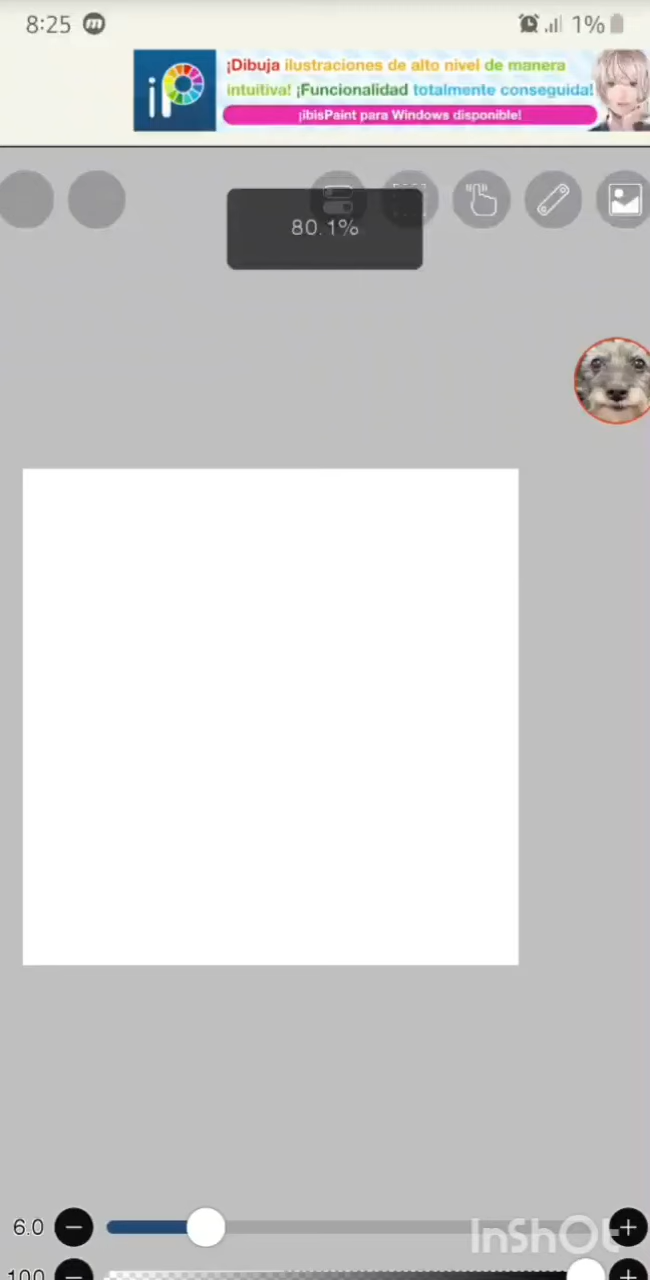 8:25 m 1%
iP
¡Dibuja ilustraciones de alto nivel de manera
intuitiva! ¡Funcionalidad totalmente conseguida!
¡ibisPaint para Windows disponible!
80.1%
6.0
InShOt
100